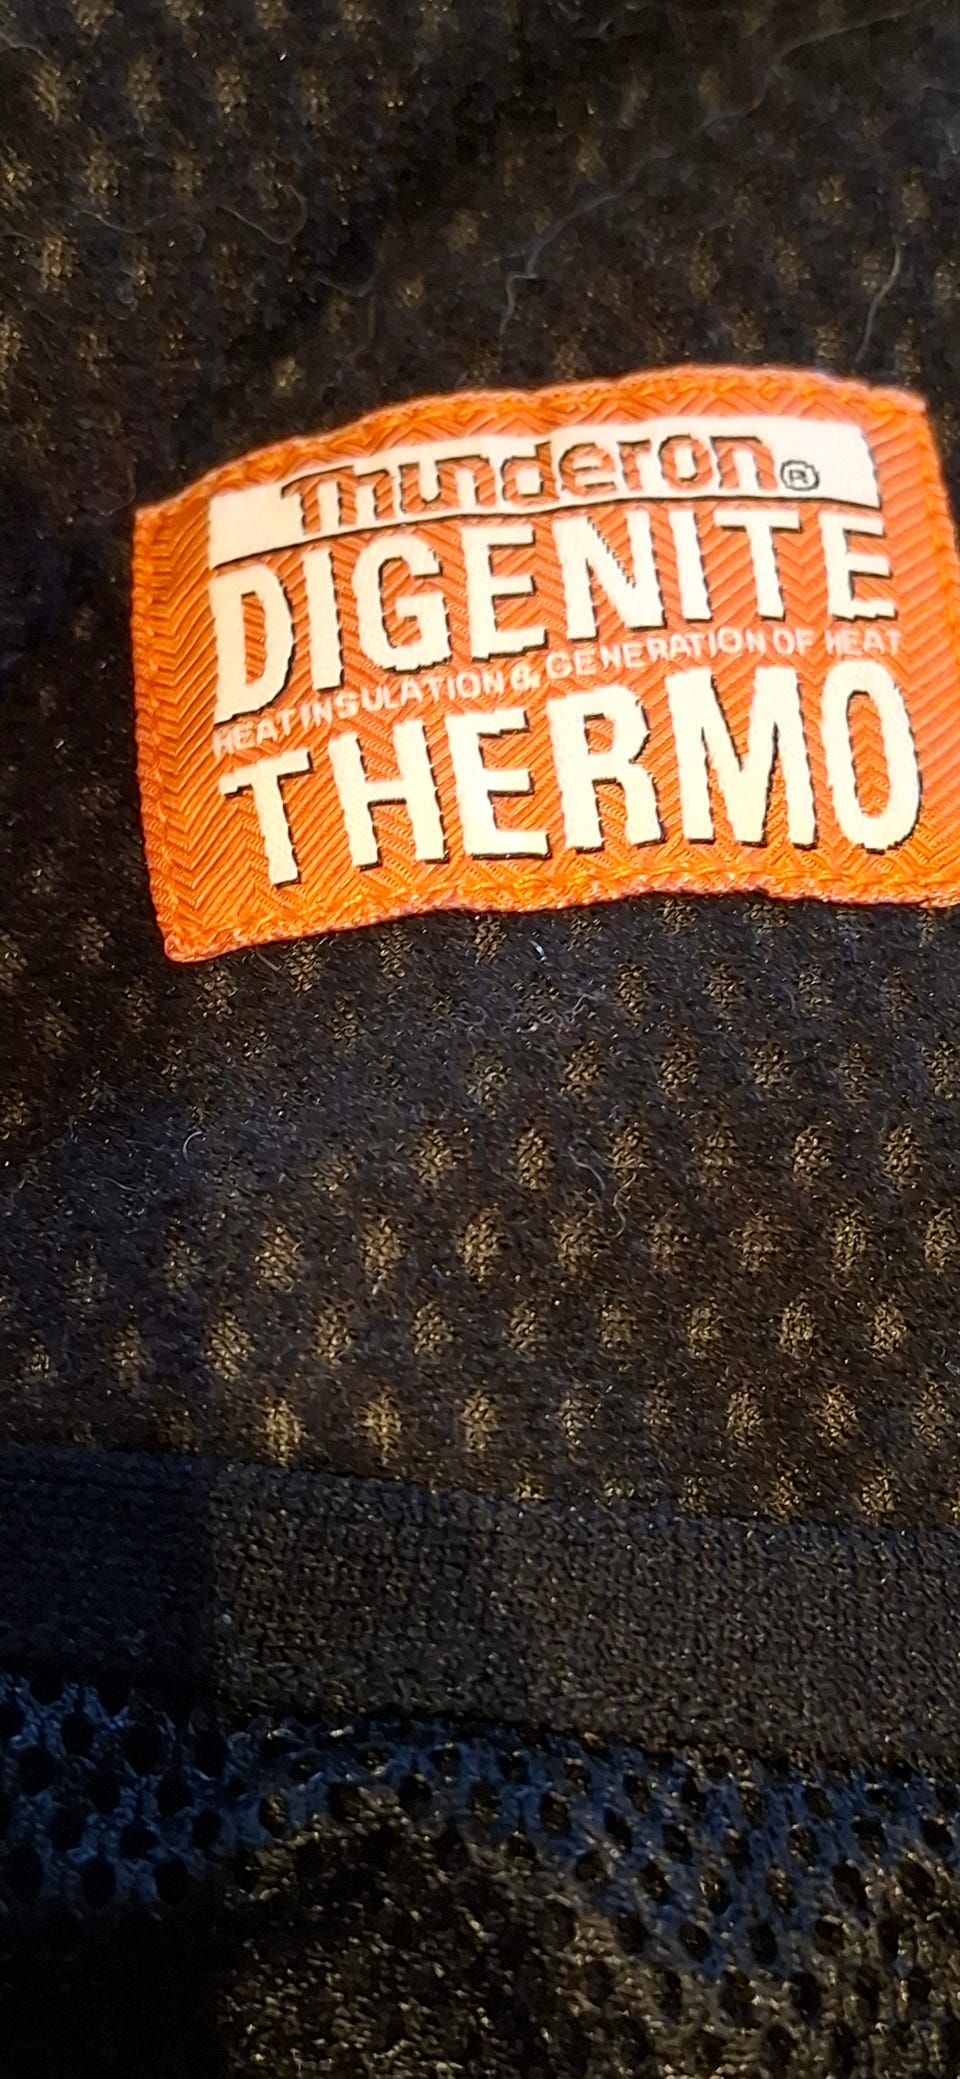 Thunderon®
DIGENITE
HEAT INSULATION & GENERATION OF HEAT
THERMO